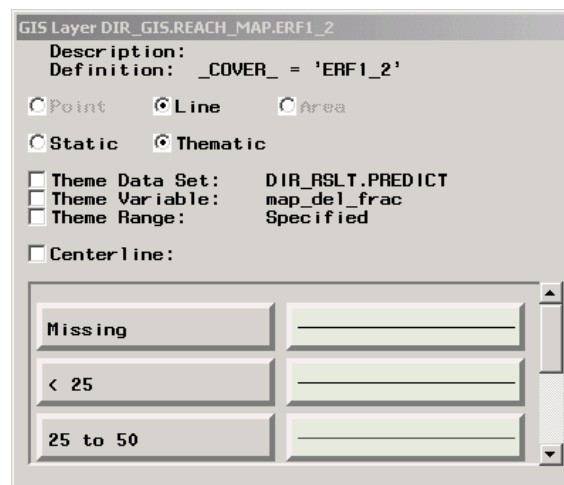 GIS Layer DIR_GIS.REACH_MAP.ERF1_2
Description:
Definition: _COVER_ = 'ERF1_2'
Point Line Area
Static Thematic
Theme Data Set: DIR_RSLT.PREDICT
Theme Variable: map_del_frac
Theme Range: Specified
Centerline:
Missing
< 25
25 to 50